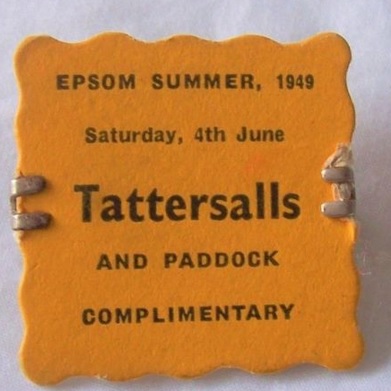 EPSOM SUMMER, 1949
Saturday, 4th June
Tattersalls
AND PADDOCK
COMPLIMENTARY